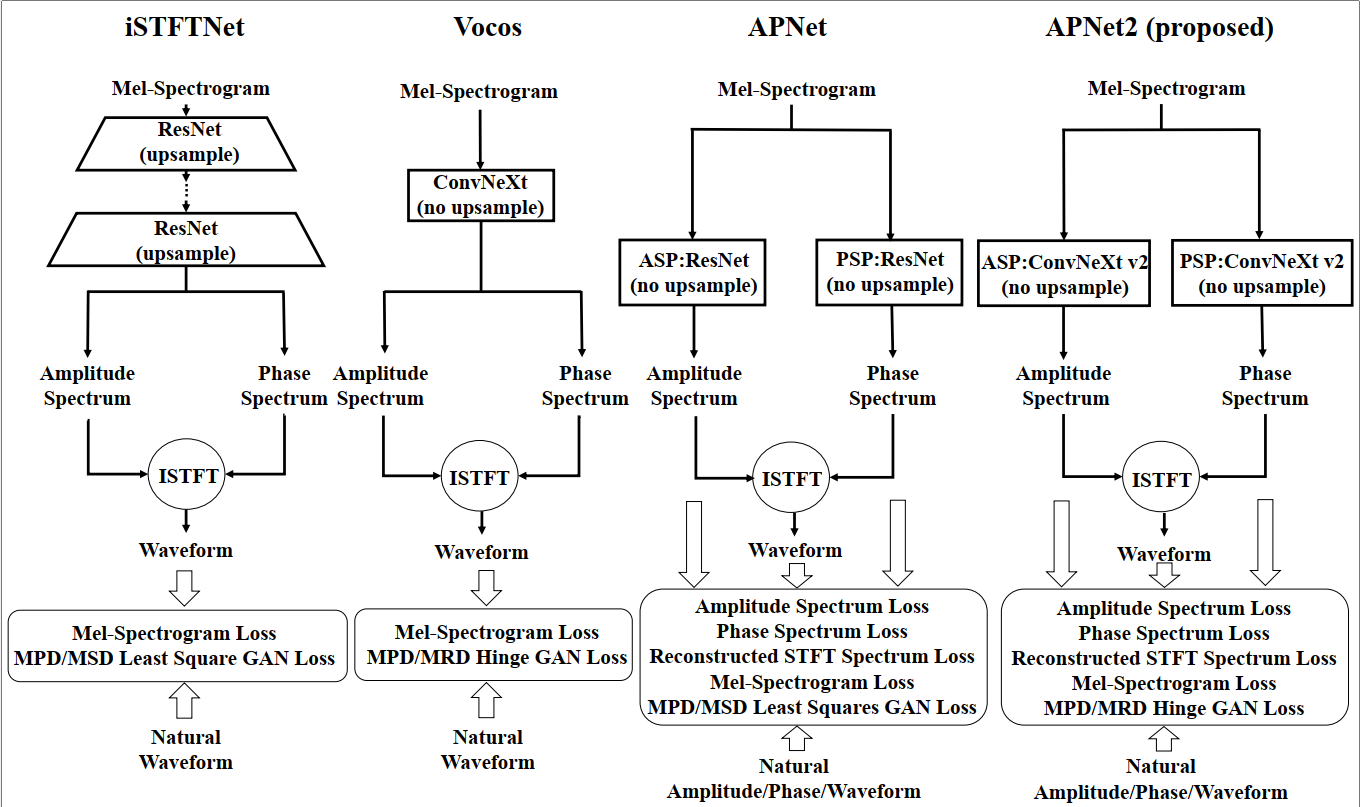 iSTFTNet
Mel-Spectrogram
ResNet
(upsample)
ResNet
(upsample)
Amplitude
Spectrum
Phase
Spectrum
ISTFT
Waveform
Mel-Spectrogram Loss
MPD/MSD Least Square GAN Loss
Natural
Waveform
Vocos
Mel-Spectrogram
ConvNeXt
(no upsample)
Amplitude
Spectrum
Phase
Spectrum
ISTFT
Waveform
Mel-Spectrogram Loss
MPD/MRD Hinge GAN Loss
Natural
Waveform
APNet
Mel-Spectrogram
ASP:ResNet
(no upsample)
PSP:ResNet
(no upsample)
Amplitude
Spectrum
Phase
Spectrum
ISTFT
Waveform
Amplitude Spectrum Loss
Phase Spectrum Loss
Reconstructed STFT Spectrum Loss
Mel-Spectrogram Loss
MPD/MSD Least Squares GAN Loss
Natural
Amplitude/Phase/Waveform
APNet2 (proposed)
Mel-Spectrogram
ASP:ConvNeXt v2
(no upsample)
PSP:ConvNeXt v2
(no upsample)
Amplitude
Spectrum
Phase
Spectrum
ISTFT
Waveform
Amplitude Spectrum Loss
Phase Spectrum Loss
Reconstructed STFT Spectrum Loss
Mel-Spectrogram Loss
MPD/MRD Hinge GAN Loss
Natural
Amplitude/Phase/Waveform